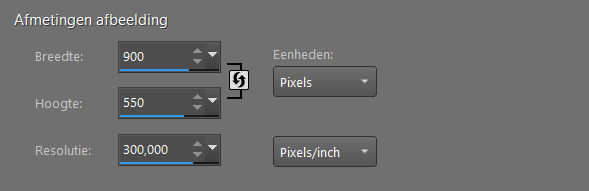 Afmetingen afbeelding
Breedte: 900 Eenheden:
Pixels
Hoogte: 550
Resolutie: 300,000 Pixels/inch